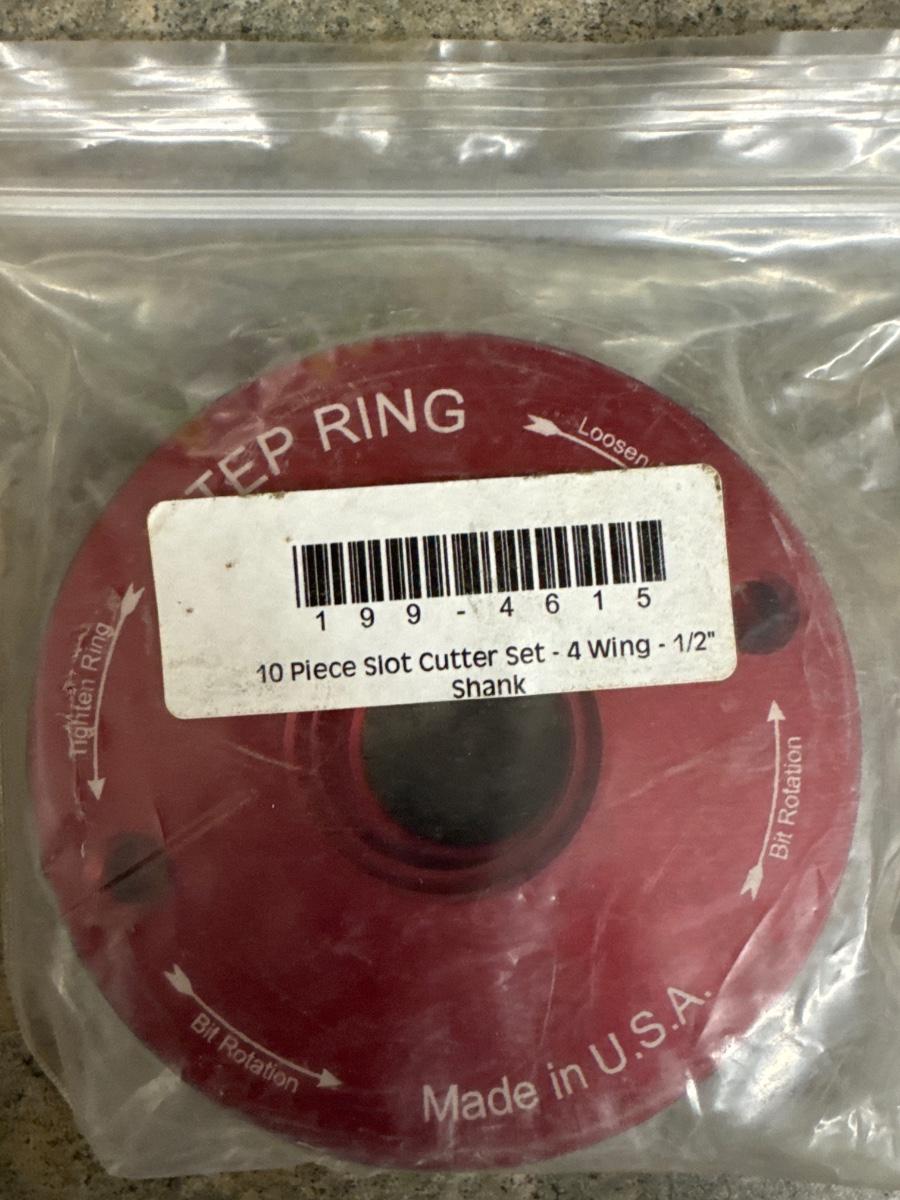 TEP RING
Loosen
199-4615
10 Piece Slot Cutter Set - 4 Wing - 1/2"
Shank
Tighten Ring
Bit Rotation
Bit Rotation
Made in U.S.A.